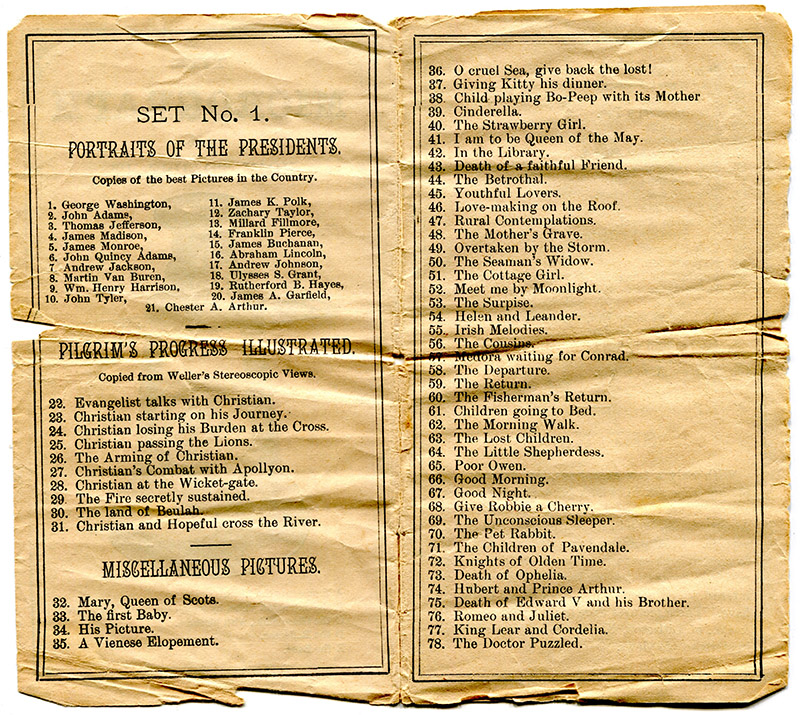 SET No. 1.
PORTRAITS OF THE PRESIDENTS.
Copies of the best Pictures in the Country.
1. George Washington,
2. John Adams,
3. Thomas Jefferson,
4. James Madison,
5. James Monroe,
6. John Quincy Adams,
7 Andrew Jackson,
8. Martin Van Buren,
9. Wm. Henry Harrison,
10. John Tyler,
11. James K. Polk,
12. Zachary Taylor,
13. Millard Fillmore,
14. Franklin Pierce,
15. James Buchanan,
16. Abraham Lincoln,
17. Andrew Johnson,
18. Ulysses S. Grant,
19. Rutherford B. Hayes,
20. James A. Garfield,
21. Chester A. Arthur.
PILGRIM'S PROGRESS ILLUSTRATED.
Copied from Weller's Stereoscopic Views.
22. Evangelist talks with Christian.
23. Christian starting on his Journey.
24. Christian losing his Burden at the Cross.
25. Christian passing the Lions.
26. The Arming of Christian.
27. Christian's Combat with Apollyon.
28. Christian at the Wicket-gate.
29. The Fire secretly sustained.
30. The land of Beulah.
31. Christian and Hopeful cross the River.
MISCELLANEOUS PICTURES.
32. Mary, Queen of Scots.
33. The first Baby.
34. His Picture.
35. A Vienese Elopement.
36. O cruel Sea, give back the lost!
37. Giving Kitty his dinner.
38 Child playing Bo-Peep with its Mother
39. Cinderella.
40. The Strawberry Girl.
41. I am to be Queen of the May.
42. In the Library.
43. Death of a faithful Friend.
44. The Betrothal.
45. Youthful Lovers.
46. Love-making on the Roof.
47. Rural Contemplations.
48. The Mother's Grave.
49. Overtaken by the Storm.
50. The Seaman's Widow.
51. The Cottage Girl.
52. Meet me by Moonlight.
53. The Surpise.
54. Helen and Leander.
55. Irish Melodies.
56. The Cousins.
57. Medora waiting for Conrad.
58. The Departure.
59. The Return.
60. The Fisherman's Return.
61. Children going to Bed.
62. The Morning Walk.
63. The Lost Children.
64. The Little Shepherdess.
65. Poor Owen.
66. Good Morning.
67. Good Night.
68. Give Robbie a Cherry.
69. The Unconscious Sleeper.
70. The Pet Rabbit.
71. The Children of Pavendale.
72. Knights of Olden Time.
73. Death of Ophelia.
74. Hubert and Prince Arthur.
75. Death of Edward V and his Brother.
76. Romeo and Juliet.
77. King Lear and Cordelia.
78. The Doctor Puzzled.